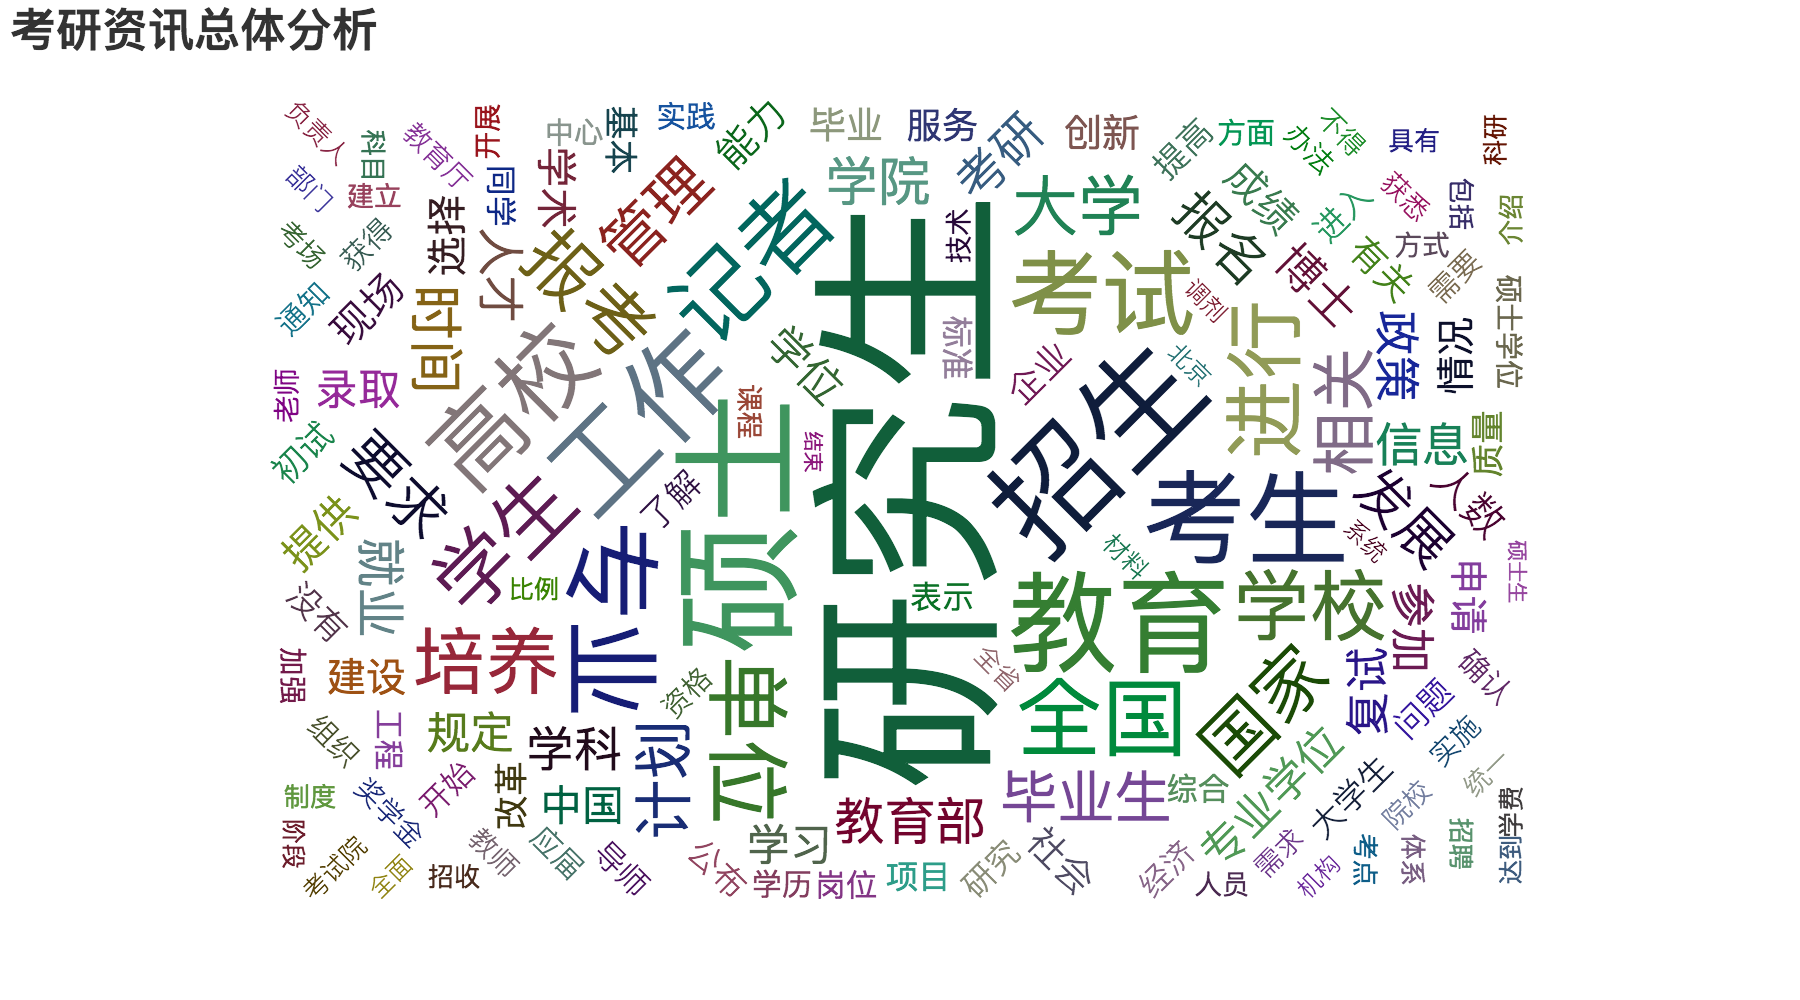 考研资讯总体分析
负责人
科目
教育厅
开展
中心
基本
实践
能力
毕业
服务
考研
创新
提高
方面
办法
不得
具有
科研
部门
建立
同学
学术
管理
学院
大学
成绩
进入
获悉
包括
介绍
考场
获得
选择
人才
报考
记者
技术
报名
博士
有关
方式
需要
通知
现场
时间
高校
工作
学位
标准
考试
调剂
进行
政策
情况
硕士学位
老师
录取
课程
企业
北京
相关
信息
质量
初试
要求
学生
了解
结束
研究生
招生
考生
发展
人数
提供
就业
专业
比例
硕士
表示
材料
系统
申请
硕士生
没有
培养
教育
学校
参加
加强
建设
资格
全省
全国
国家
复试
问题
确认
组织
工程
规定
学科
计划
应单
实施
制度
奖学金
开始
改革
中国
教育部
毕业生
综合
专业学位
大学生
院校
统一
学费
阶段
考试院
全面
招收
教师
应届
导师
公布
学习
学历
岗位
项目
研究
社会
经济
人员
需求
机构
考点
体系
招聘
达到